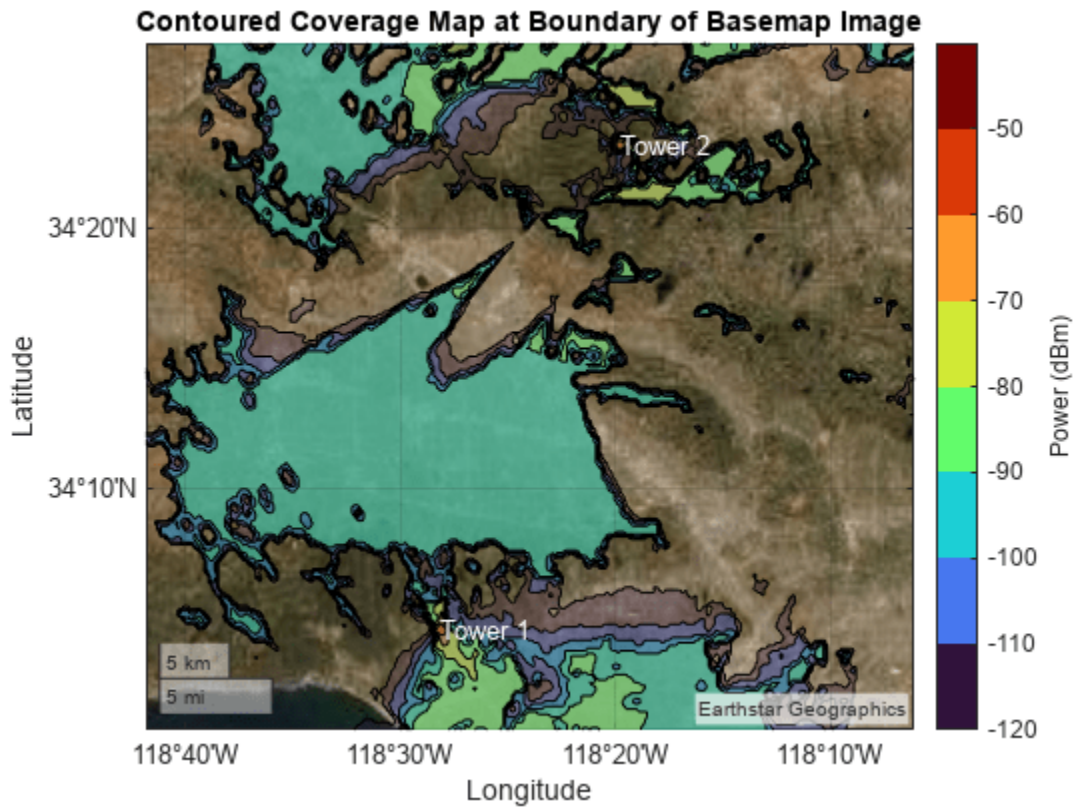 Contoured Coverage Map at Boundary of Basemap Image
Tower 2
Tower 1
34°20'N
34°10'N
Latitude
5 km
5 mi
Earthstar Geographics
118°40'W 118°30'W 118°20'W 118°10'W
Longitude
-50
-60
-70
-80
-90
-100
-110
-120
Power (dBm)